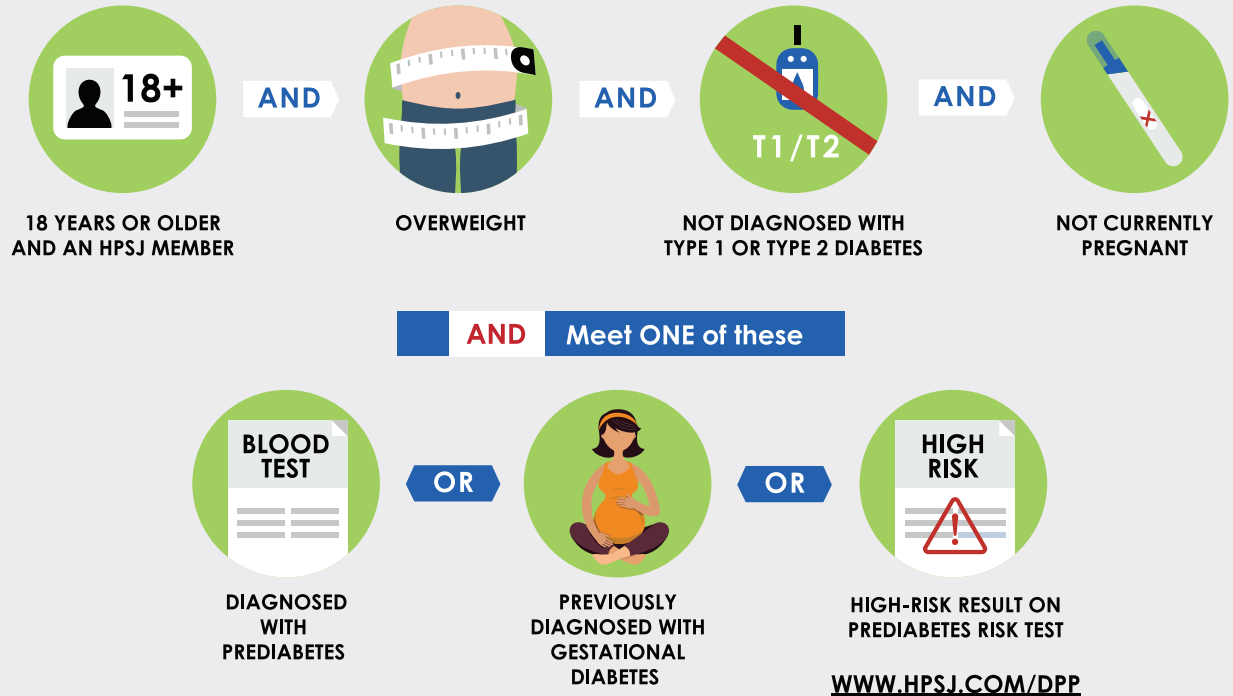 18+
AND
AND
T1/T2
AND
18 YEARS OR OLDER
AND AN HPSJ MEMBER
OVERWEIGHT
NOT DIAGNOSED WITH
TYPE 1 OR TYPE 2 DIABETES
NOT CURRENTLY
PREGNANT
AND Meet ONE of these
BLOOD
TEST
OR
OR
HIGH
RISK
DIAGNOSED
WITH
PREDIABETES
PREVIOUSLY
DIAGNOSED WITH
GESTATIONAL
DIABETES
HIGH-RISK RESULT ON
PREDIABETES RISK TEST
WWW.HPSJ.COM/DPP